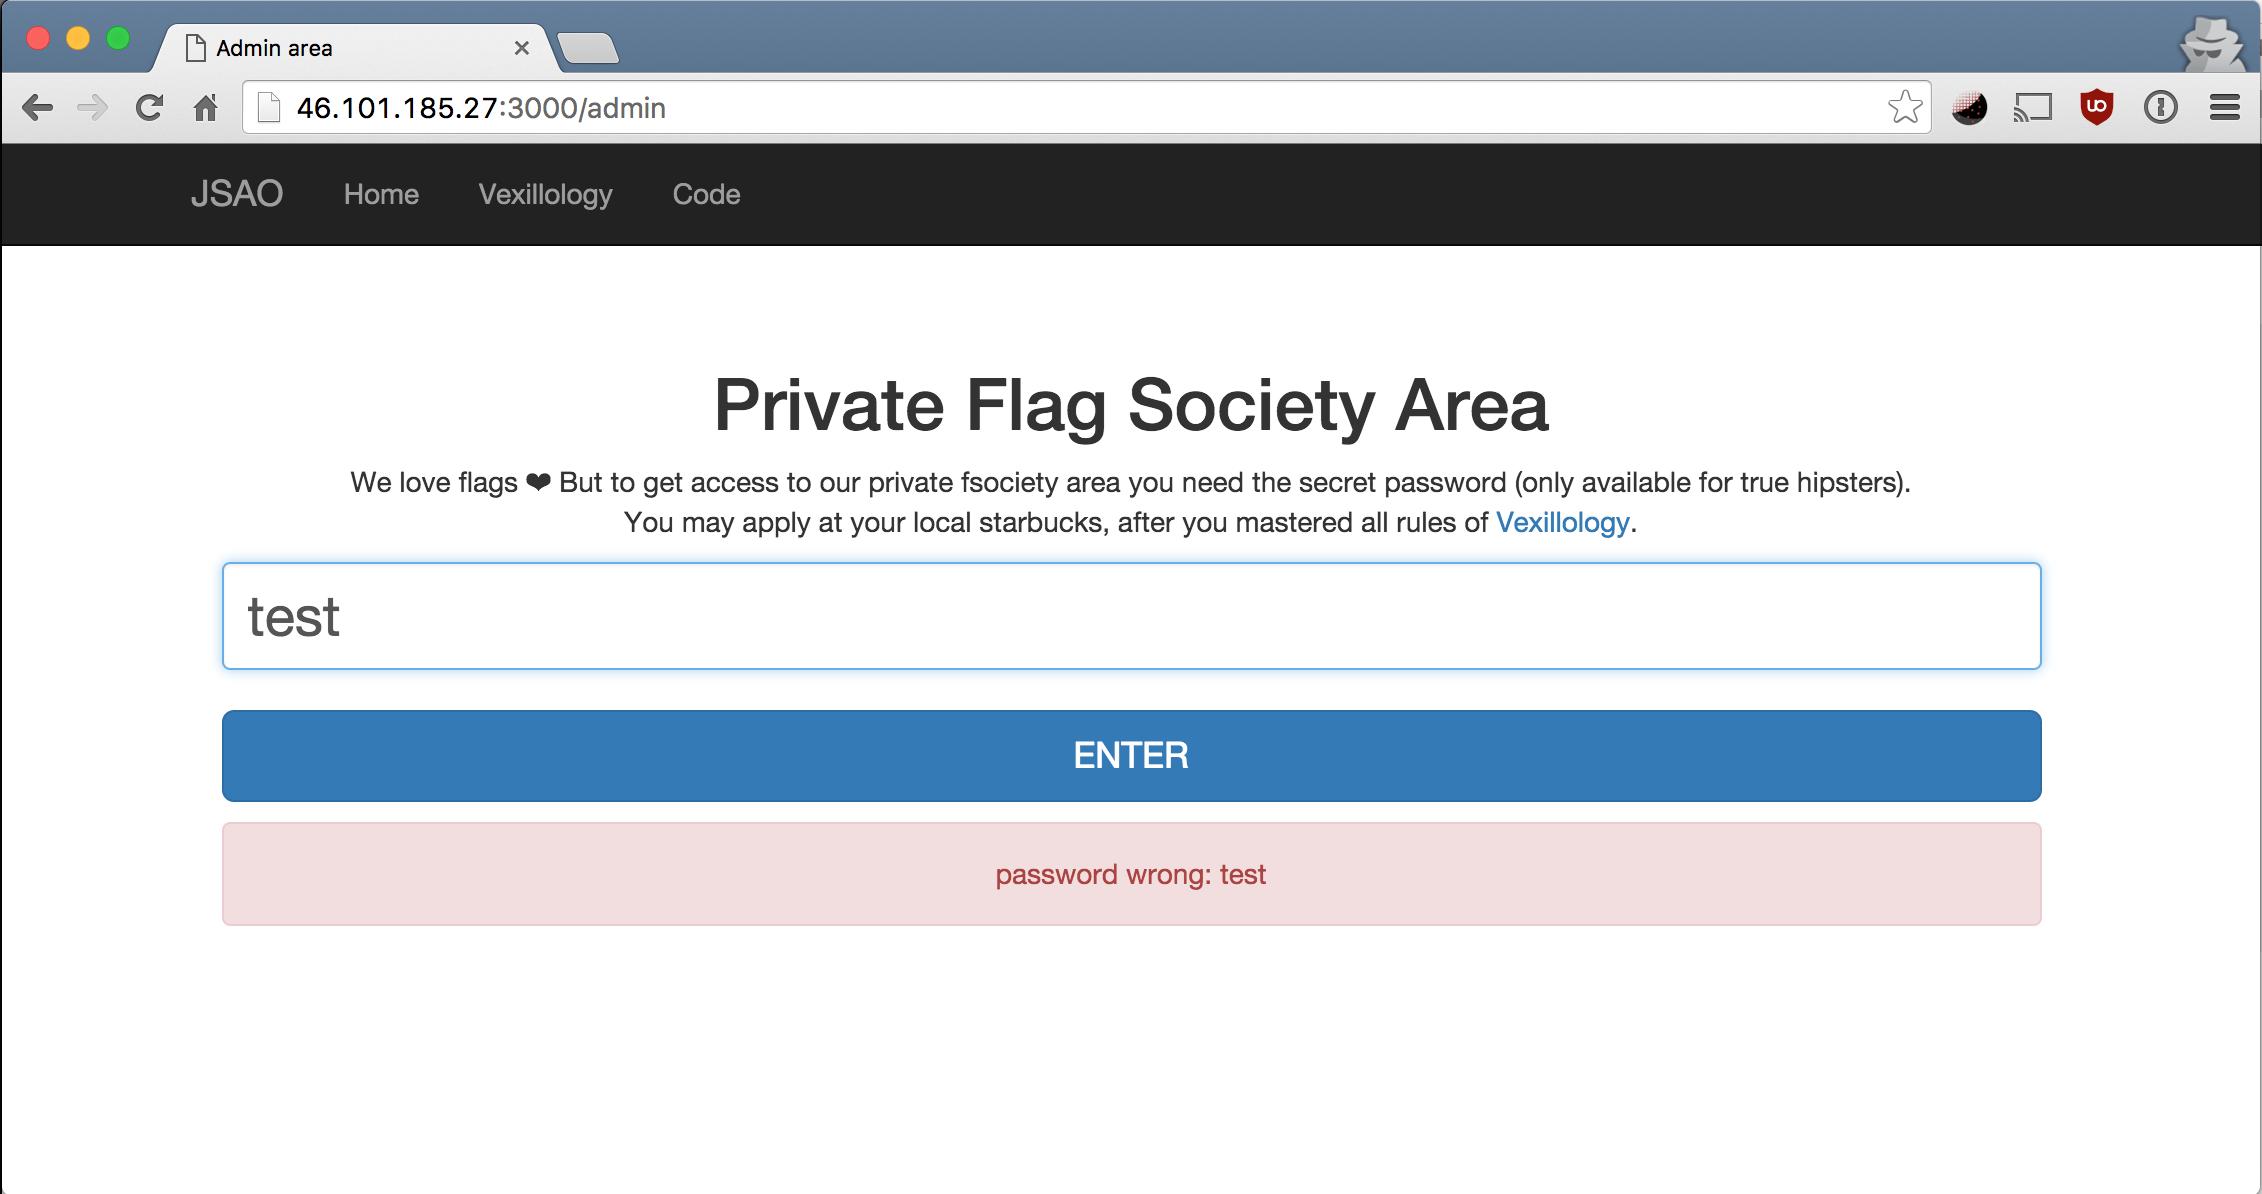 Admin area
46.101.185.27:3000/admin
JSAO Home Vexillology Code
Private Flag Society Area
We love flags ❤ But to get access to our private fsociety area you need the secret password (only available for true hipsters).
You may apply at your local starbucks, after you mastered all rules of Vexillology.
test
ENTER
password wrong: test